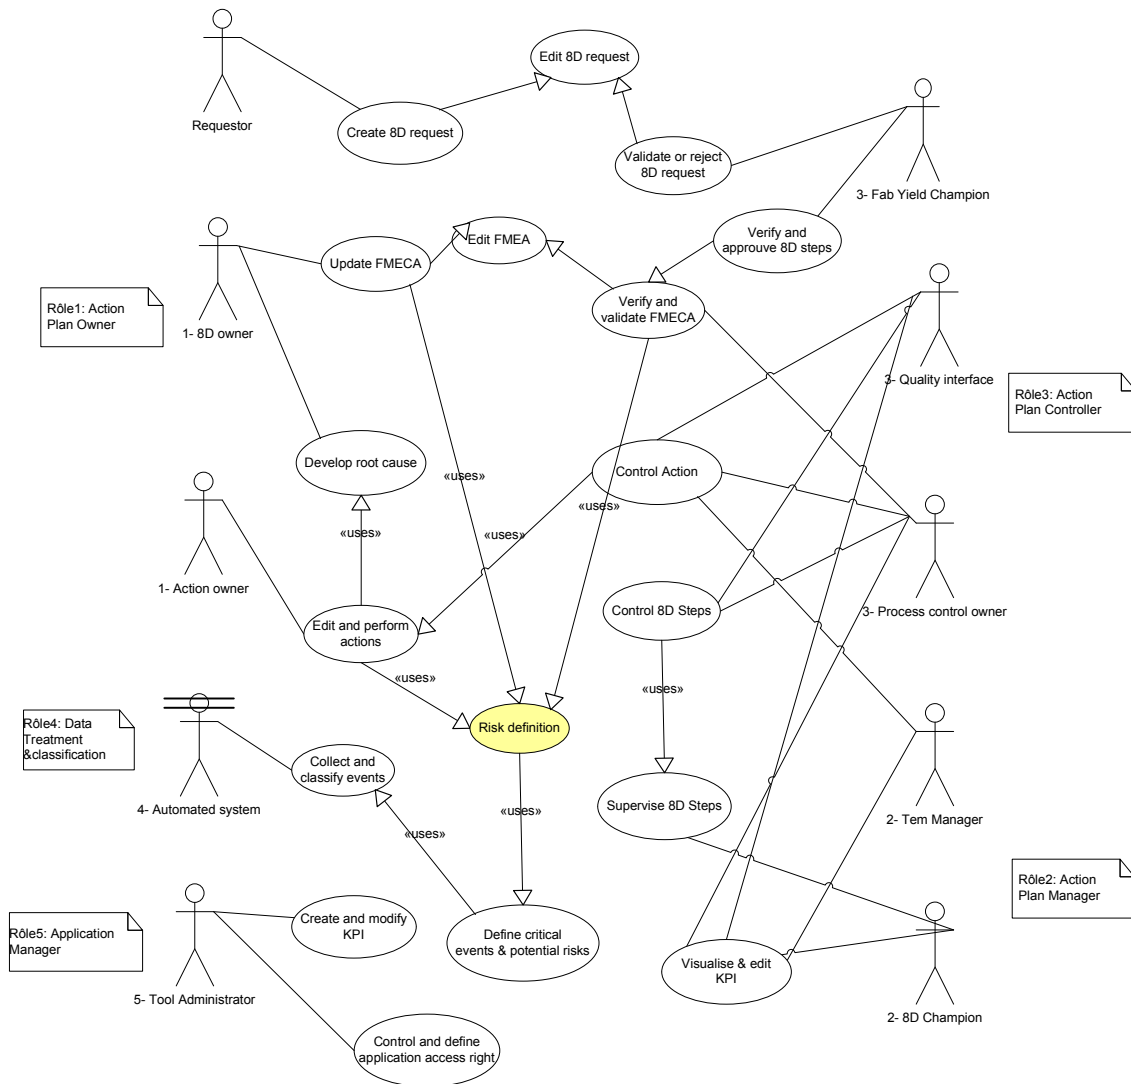 Edit 8D request
Requestor
Create 8D request
Validate or reject
8D request
3- Fab Yield Champion
Verify and
approuve 8D steps
Edit FMEA
Update FMECA
Rôle1: Action
Plan Owner
1- 8D owner
Verify and
validate FMECA
3- Quality interface
Rôle3: Action
Plan Controller
Develop root cause
Control Action
«uses»
«uses»
«uses»
«uses»
1- Action owner
Edit and perform
actions
Control 8D Steps
3- Process control owner
«uses»
«uses»
Rôle4: Data
Treatment
&classification
Risk definition
Collect and
classify events
4- Automated system
Supervise 8D Steps
«uses»
«uses»
2- Tem Manager
Rôle2: Action
Plan Manager
Rôle5: Application
Manager
Create and modify
KPI
Define critical
events & potential risks
Visualise & edit
KPI
5- Tool Administrator
2- 8D Champion
Control and define
application access right